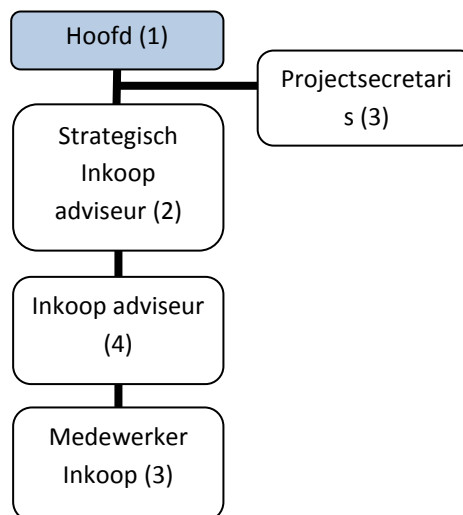 Hoofd (1)
Projectsecretari
s (3)
Strategisch
Inkoop
adviseur (2)
Inkoop adviseur
(4)
Medewerker
Inkoop (3)